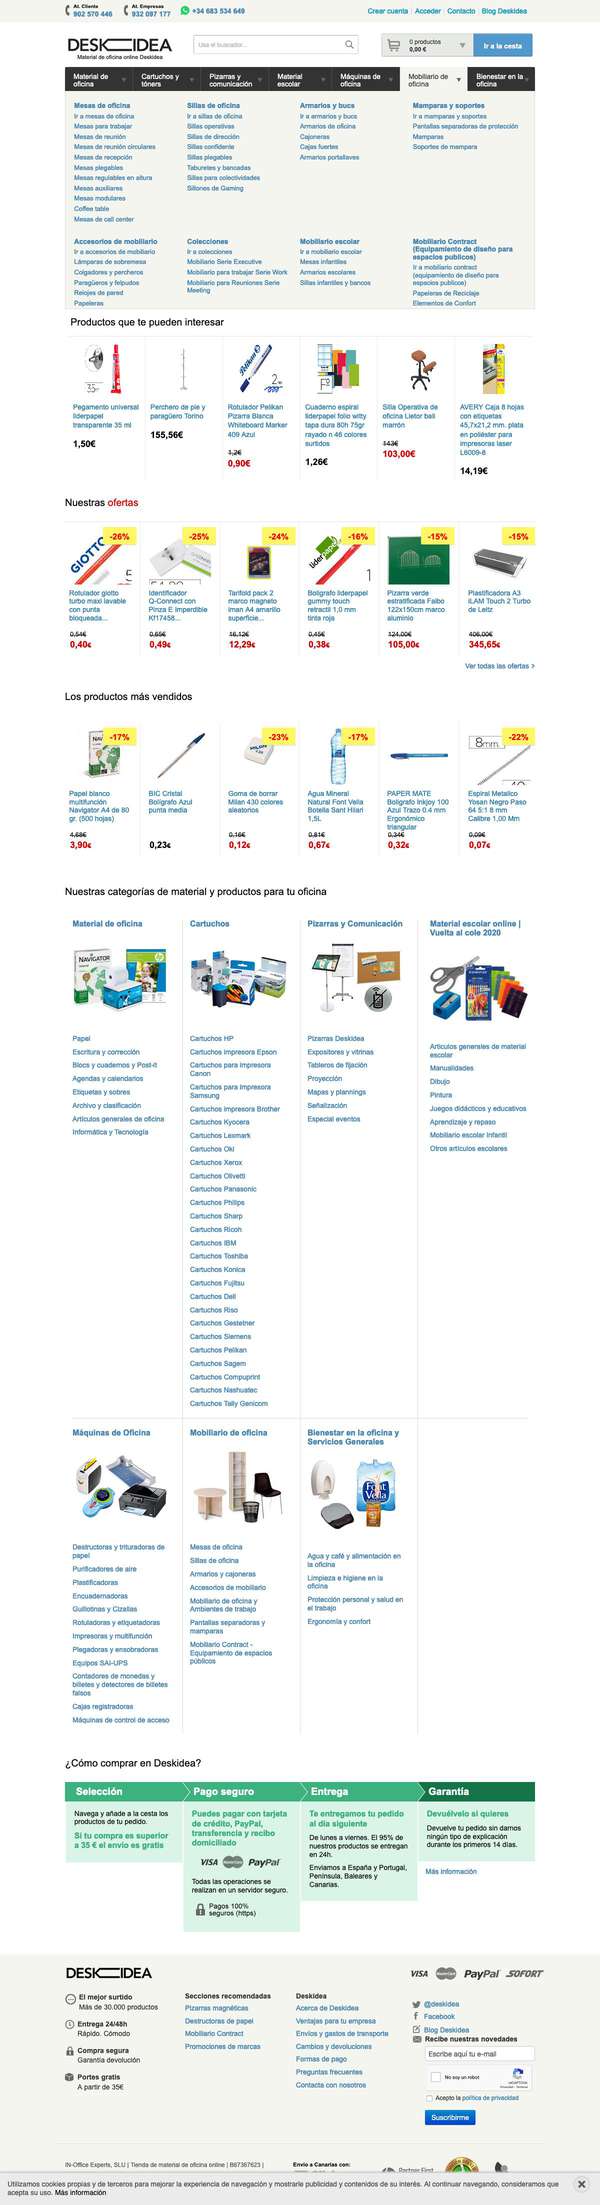 At. Cliente
902 570 446
At. Empresas
932 097 177
+34 683 534 649
Crear cuenta
Acceder
Contacto
Blog Deskidea
DESKIDEA
Material de oficina online Deskidea
Usa el buscador...
0 productos
0,00 €
Ir a la cesta
Material de oficina
Cartuchos y tóners
Pizarras y comunicación
Material escolar
Máquinas de oficina
Mobiliario de oficina
Bienestar en la oficina
Mesas de oficina
Ir a mesas de oficina
Mesas para trabajar
Mesas de reunión
Mesas de reunión circulares
Mesas de recepción
Mesas plegables
Mesas regulables en altura
Mesas auxiliares
Mesas modulares
Coffee table
Mesas de call center
Sillas de oficina
Ir a sillas de oficina
Sillas operativas
Sillas de dirección
Sillas confidente
Sillas plegables
Taburetes y bancadas
Sillas para colectividades
Sillones de Gaming
Armarios y bucs
Ir a armarios y bucs
Armarios de oficina
Cajoneras
Cajas fuertes
Armarios portallaves
Mamparas y soportes
Ir a mamparas y soportes
Pantallas separadoras de protección
Mamparas
Soportes de mampara
Accesorios de mobiliario
Ir a accesorios de mobiliario
Lámparas de sobremesa
Colgadores y percheros
Paragüeros y felpudos
Relojes de pared
Papeleras
Colecciones
Ir a colecciones
Mobiliario Serie Executive
Mobiliario para trabajar Serie Work
Mobiliario para Reuniones Serie
Meeting
Mobiliario escolar
Ir a mobiliario escolar
Mesas infantiles
Armarios escolares
Sillas infantiles y bancos
Mobiliario Contract
(Equipamiento de diseño para
espacios publicos)
Ir a mobiliario contract
(equipamiento de diseño para
espacios publicos)
Papeleras de Reciclaje
Elementos de Confort
Productos que te pueden interesar
Pegamento universal
liderpapel
transparente 35 ml
1,50€
Perchero de pie y
paragüero Torino
155,56€
Rotulador Pelikan
Pizarra Blanca
Whiteboard Marker
409 Azul
1,2€
0,90€
Cuaderno espiral
liderpapel folio witty
tapa dura 80h 75gr
rayado n.46 colores
surtidos
1,26€
Silla Operativa de
oficina Lietor ball
marrón
143€
103,00€
AVERY Caja 8 hojas
con etiquetas
45,7x21,2 mm. plata
en poliéster para
impresoras laser
L6009-8
14,19€
Nuestras ofertas
-26%
-25%
-24%
-16%
-15%
-15%
Rotulador giotto
turbo maxi lavable
con punta
bloqueada...
0,54€
0,40€
Identificador
Q-Connect con
Pinza E Imperdible
Kf17458...
0,65€
0,49€
Tarifold pack 2
marco magneto
iman A4 amarillo
superficie...
16,12€
12,29€
Bolígrafo liderpapel
gummy touch
retractil 1,0 mm
tinta rojs
0,45€
0,38€
Pizarra verde
estratificada Faibo
122x150cm marco
aluminio
124,00€
105,00€
Plastificadora A3
iLAM Touch 2 Turbo
de Leitz
406,00€
345,65€
Ver todas las ofertas >
Los productos más vendidos
-17%
-23%
-17%
-22%
Papel blanco
multifunción
Navigator A4 de 80
gr. (500 hojas)
4,68€
3,90€
BIC Cristal
Bolígrafo Azul
punta media
0,23€
Goma de borrar
Milan 430 colores
aleatorios
0,16€
0,12€
Agua Mineral
Natural Font Vella
Botella Sant Hilari
1,5L
0,81€
0,67€
PAPER MATE
Bolígrafo Inkjoy 100
Azul Trazo 0.4 mm
Ergonómico
triangular
0,34€
0,32€
Espiral Metalico
Yosan Negro Paso
64 5:1 8 mm
Calibre 1,00 Mm
0,09€
0,07€
Nuestras categorías de material y productos para tu oficina
Material de oficina
Papel
Escritura y corrección
Blocs y cuadernos y Post-it
Agendas y calendarios
Etiquetas y sobres
Archivo y clasificación
Artículos generales de oficina
Informática y Tecnología
Cartuchos
Cartuchos HP
Cartuchos impresora Epson
Cartuchos para impresora
Canon
Cartuchos para Impresora
Samsung
Cartuchos Impresora Brother
Cartuchos Kyocera
Cartuchos Lexmark
Cartuchos Oki
Cartuchos Xerox
Cartuchos Olivetti
Cartuchos Panasonic
Cartuchos Philips
Cartuchos Sharp
Cartuchos Ricoh
Cartuchos IBM
Cartuchos Toshiba
Cartuchos Konica
Cartuchos Fujitsu
Cartuchos Dell
Cartuchos Riso
Cartuchos Gestetner
Cartuchos Siemens
Cartuchos Pelikan
Cartuchos Sagem
Cartuchos Compuprint
Cartuchos Nashuatec
Cartuchos Tally Genicom
Pizarras y Comunicación
Pizarras Deskidea
Expositores y vitrinas
Tableros de fijación
Proyección
Mapas y plannings
Señalización
Especial eventos
Material escolar online |
Vuelta al cole 2020
Articulos generales de material
escolar
Manualidades
Dibujo
Pintura
Juegos didácticos y educativos
Aprendizaje y repaso
Mobiliario escolar Infantil
Otros artículos escolares
Máquinas de Oficina
Destructoras y trituradoras de
papel
Purificadores de aire
Plastificadoras
Encuadernadoras
Guillotinas y Cizallas
Rotuladoras y etiquetadoras
Impresoras y multifunción
Plegadoras y ensobradoras
Equipos SAI-UPS
Contadores de monedas y
billetes y detectores de billetes
falsos
Cajas registradoras
Máquinas de control de acceso
Mobiliario de oficina
Mesas de oficina
Sillas de oficina
Armarios y cajoneras
Accesorios de mobiliario
Mobiliario de oficina y
Ambientes de trabajo
Pantallas separadoras y
mamparas
Mobiliario Contract -
Equipamiento de espacios
públicos
Bienestar en la oficina y
Servicios Generales
Agua y café y alimentación en
la oficina
Limpieza e higiene en la
oficina
Protección personal y salud en
el trabajo
Ergonomía y confort
¿Cómo comprar en Deskidea?
Selección
Navega y añade a la cesta los
productos de tu pedido.
Si tu compra es superior
a 35 € el envío es gratis
Pago seguro
Puedes pagar con tarjeta
de crédito, PayPal,
transferencia y recibo
domiciliado
VISA
PayPal
Todas las operaciones se
realizan en un servidor seguro.
Pagos 100%
seguros (https)
Entrega
Te entregamos tu pedido
al día siguiente
De lunes a viernes. El 95% de
nuestros productos se entregan
en 24h.
Enviamos a España y Portugal,
Península, Baleares y
Canarias.
Garantía
Devuélvelo si quieres
Devuelve tu pedido sin darnos
ningún tipo de explicación
durante los primeros 14 días.
Más información
DESKIDEA
VISA
PayPal
SOFORT
El mejor surtido
Más de 30.000 productos
Entrega 24/48h
Rápido. Cómodo
Compra segura
Garantía devolución
Portes gratis
A partir de 35€
Secciones recomendadas
Pizarras magnéticas
Destructoras de papel
Mobiliario Contract
Promociones de marcas
Deskidea
Acerca de Deskidea
Ventajas para tu empresa
Envíos y gastos de transporte
Cambios y devoluciones
Formas de pago
Preguntas frecuentes
Contacta con nosotros
@deskidea
Facebook
Blog Deskidea
Recibe nuestras novedades
Escribe aquí tu e-mail
No soy un robot
reCAPTCHA
Acepto la política de privacidad
Suscribirme
IN-Office Experts, SLU | Tienda de material de oficina online | B67367623 |
Envío a Canarias con:
Partner First
Utilizamos cookies propias y de terceros para mejorar la experiencia de navegación y mostrarle publicidad y contenidos de su interés. Al continuar navegando, consideramos que
acepta su uso. Más información